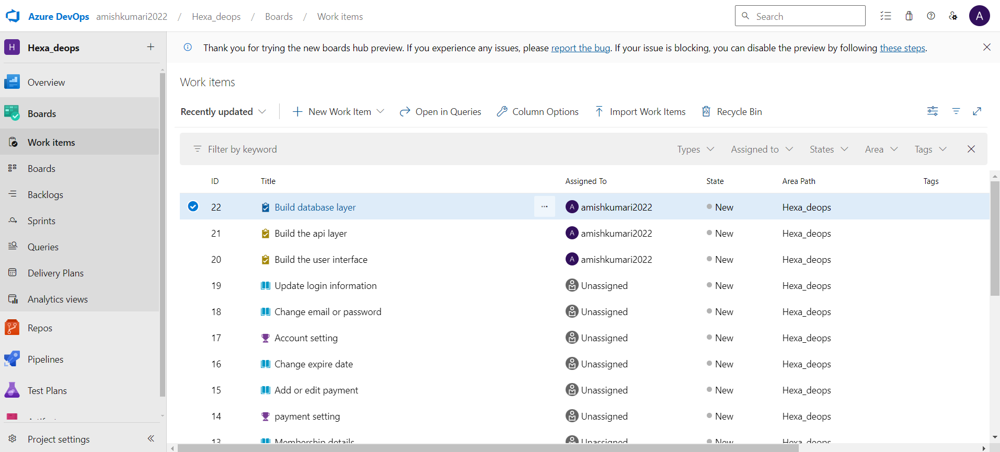 Azure DevOps amishkumari2022 / Hexa_deops / Boards / Work items Search A
H Hexa_deops +
Thank you for trying the new boards hub preview. If you experience any issues, please report the bug. If your issue is blocking, you can disable the preview by following these steps.
Overview
Boards
Work items
Boards
Backlogs
Sprints
Queries
Delivery Plans
Analytics views
Repos
Pipelines
Test Plans
Project settings
Work items
Recently updated New Work Item Open in Queries Column Options Import Work Items Recycle Bin
Filter by keyword Types Assigned to States Area Tags
ID Title Assigned To State Area Path Tags
22 Build database layer ... A amishkumari2022 New Hexa_deops
21 Build the api layer A amishkumari2022 New Hexa_deops
20 Build the user interface A amishkumari2022 New Hexa_deops
19 Update login information Unassigned New Hexa_deops
18 Change email or password Unassigned New Hexa_deops
17 Account setting Unassigned New Hexa_deops
16 Change expire date Unassigned New Hexa_deops
15 Add or edit payment Unassigned New Hexa_deops
14 payment setting Unassigned New Hexa_deops
13 Membership details Unassigned New Hexa_deops